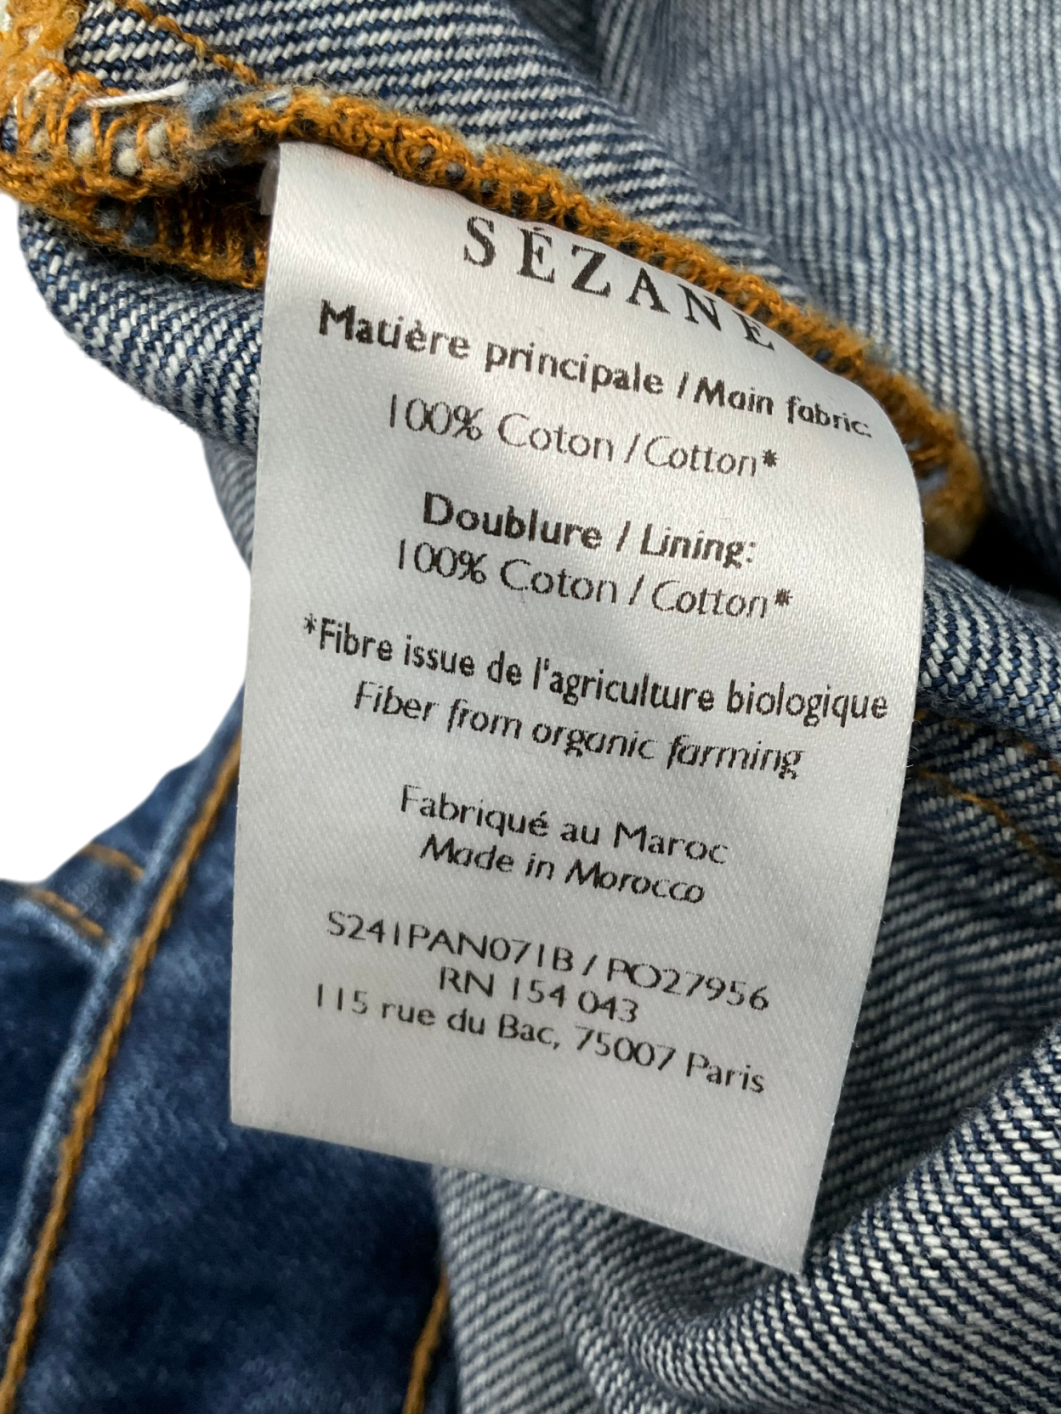 SÉZANE
Matière principale / Main fabric:
100% Coton / Cotton*
Doublure / Lining:
100% Coton / Cotton*
*Fibre issue de l'agriculture biologique
Fiber from organic farming
Fabriqué au Maroc
Made in Morocco
S241PAN071B / PO27956
RN 154 043
115 rue du Bac, 75007 Paris